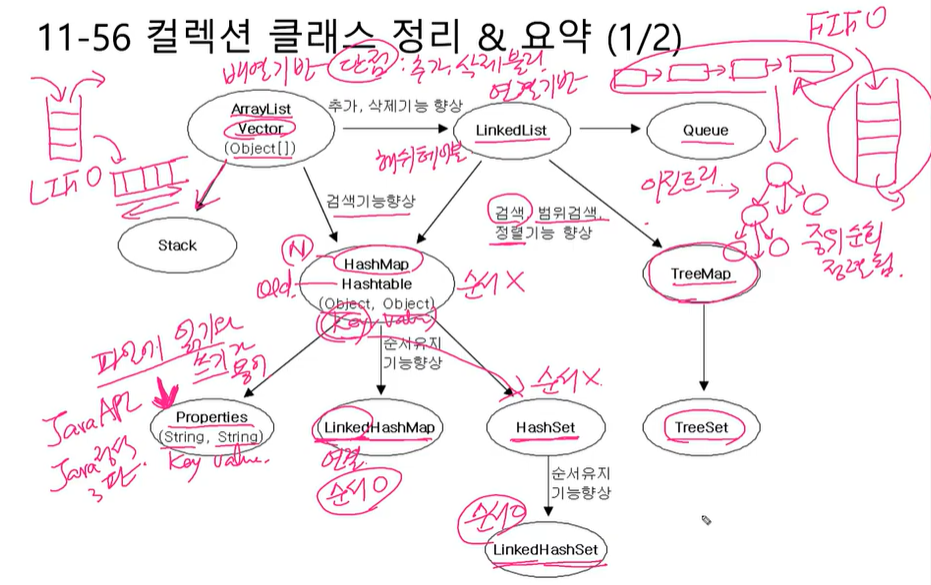 11-56 컬렉션 클래스 정리 & 요약 (1/2)
FIFO
배열기반 - 단점 : 추가, 삭제 불리.
연결기반
ArrayList
Vector
(Object[])
추가, 삭제기능 향상
LinkedList
Queue
LIFO
해쉬테이블
이진트리
검색기능향상
검색, 범위검색,
정렬기능 향상
Stack
중위순회
정렬됨.
N
HashMap
Old.
Hashtable
(Object, Object)
순서 X
TreeMap
Key, Value
순서유지
기능향상
파일에 읽기와
쓰기가
용이
순서 X.
Java API
Java정석
3판.
Properties
(String, String)
Key Value.
LinkedHashMap
연결
순서 O
HashSet
TreeSet
순서유지
기능향상
순서 O
LinkedHashSet